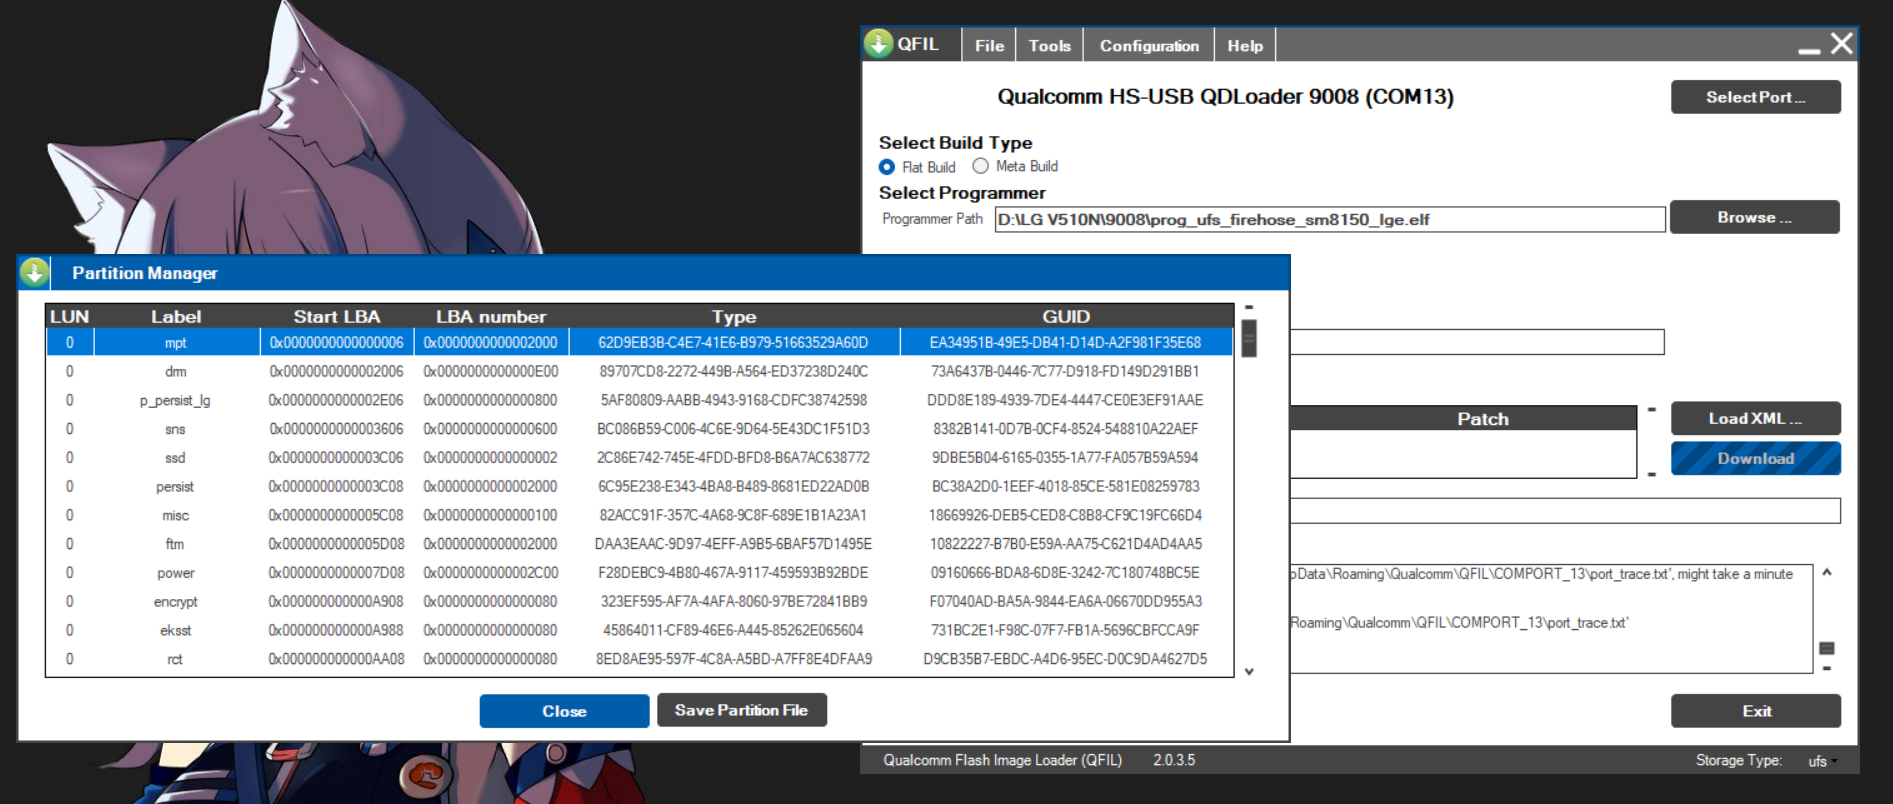 QFIL File Tools Configuration Help
Qualcomm HS-USB QDLoader 9008 (COM13)
Select Port ...
Select Build Type
Flat Build Meta Build
Select Programmer
Programmer Path D:\LG V510N\9008\prog_ufs_firehose_sm8150_lge.elf
Browse ...
Partition Manager
LUN Label Start LBA LBA number Type GUID
0 mpt 0x0000000000000006 0x0000000000002000 62D9EB3B-C4E7-41E6-B979-51663529A60D EA34951B-49E5-DB41-D14D-A2F981F35E68
0 drm 0x0000000000002006 0x0000000000000E00 89707CD8-2272-449B-A564-ED37238D240C 73A6437B-0446-7C77-D918-FD149D291BB1
0 p_persist_lg 0x0000000000002E06 0x0000000000000800 5AF80809-AABB-4943-9168-CDFC38742598 DDD8E189-4939-7DE4-4447-CE0E3EF91AAE
0 sns 0x0000000000003606 0x0000000000000600 BC086B59-C006-4C6E-9D64-5E43DC1F51D3 8382B141-0D7B-0CF4-8524-548810A22AEF
0 ssd 0x0000000000003C06 0x0000000000000002 2C86E742-745E-4FDD-BFD8-B6A7AC638772 9DBE5B04-6165-0355-1A77-FA057B59A594
0 persist 0x0000000000003C08 0x0000000000002000 6C95E238-E343-4BA8-B489-8681ED22AD0B BC38A2D0-1EEF-4018-85CE-581E08259783
0 misc 0x0000000000005C08 0x0000000000000100 82ACC91F-357C-4A68-9C8F-689E1B1A23A1 18669926-DEB5-CED8-C8B8-CF9C19FC66D4
0 ftm 0x0000000000005D08 0x0000000000002000 DAA3EAAC-9D97-4EFF-A9B5-6BAF57D1495E 10822227-B7B0-E59A-AA75-C621D4AD4AA5
0 power 0x0000000000007D08 0x0000000000002C00 F28DEBC9-4B80-467A-9117-459593B92BDE 09160666-BDA8-6D8E-3242-7C180748BC5E
0 encrypt 0x000000000000A908 0x0000000000000080 323EF595-AF7A-4AFA-8060-97BE72841BB9 F07040AD-BA5A-9844-EA6A-06670DD955A3
0 eksst 0x000000000000A988 0x0000000000000080 45864011-CF89-46E6-A445-85262E065604 731BC2E1-F98C-07F7-FB1A-5696CBFCCA9F
0 rct 0x000000000000AA08 0x0000000000000080 8ED8AE95-597F-4C8A-A5BD-A7FF8E4DFAA9 D9CB35B7-EBDC-A4D6-95EC-D0C9DA4627D5
Close Save Partition File
Patch
Load XML ...
Download
Data\Roaming\Qualcomm\QFIL\COMPORT_13\port_trace.txt', might take a minute
Roaming\Qualcomm\QFIL\COMPORT_13\port_trace.txt'
Exit
Qualcomm Flash Image Loader (QFIL) 2.0.3.5
Storage Type: ufs